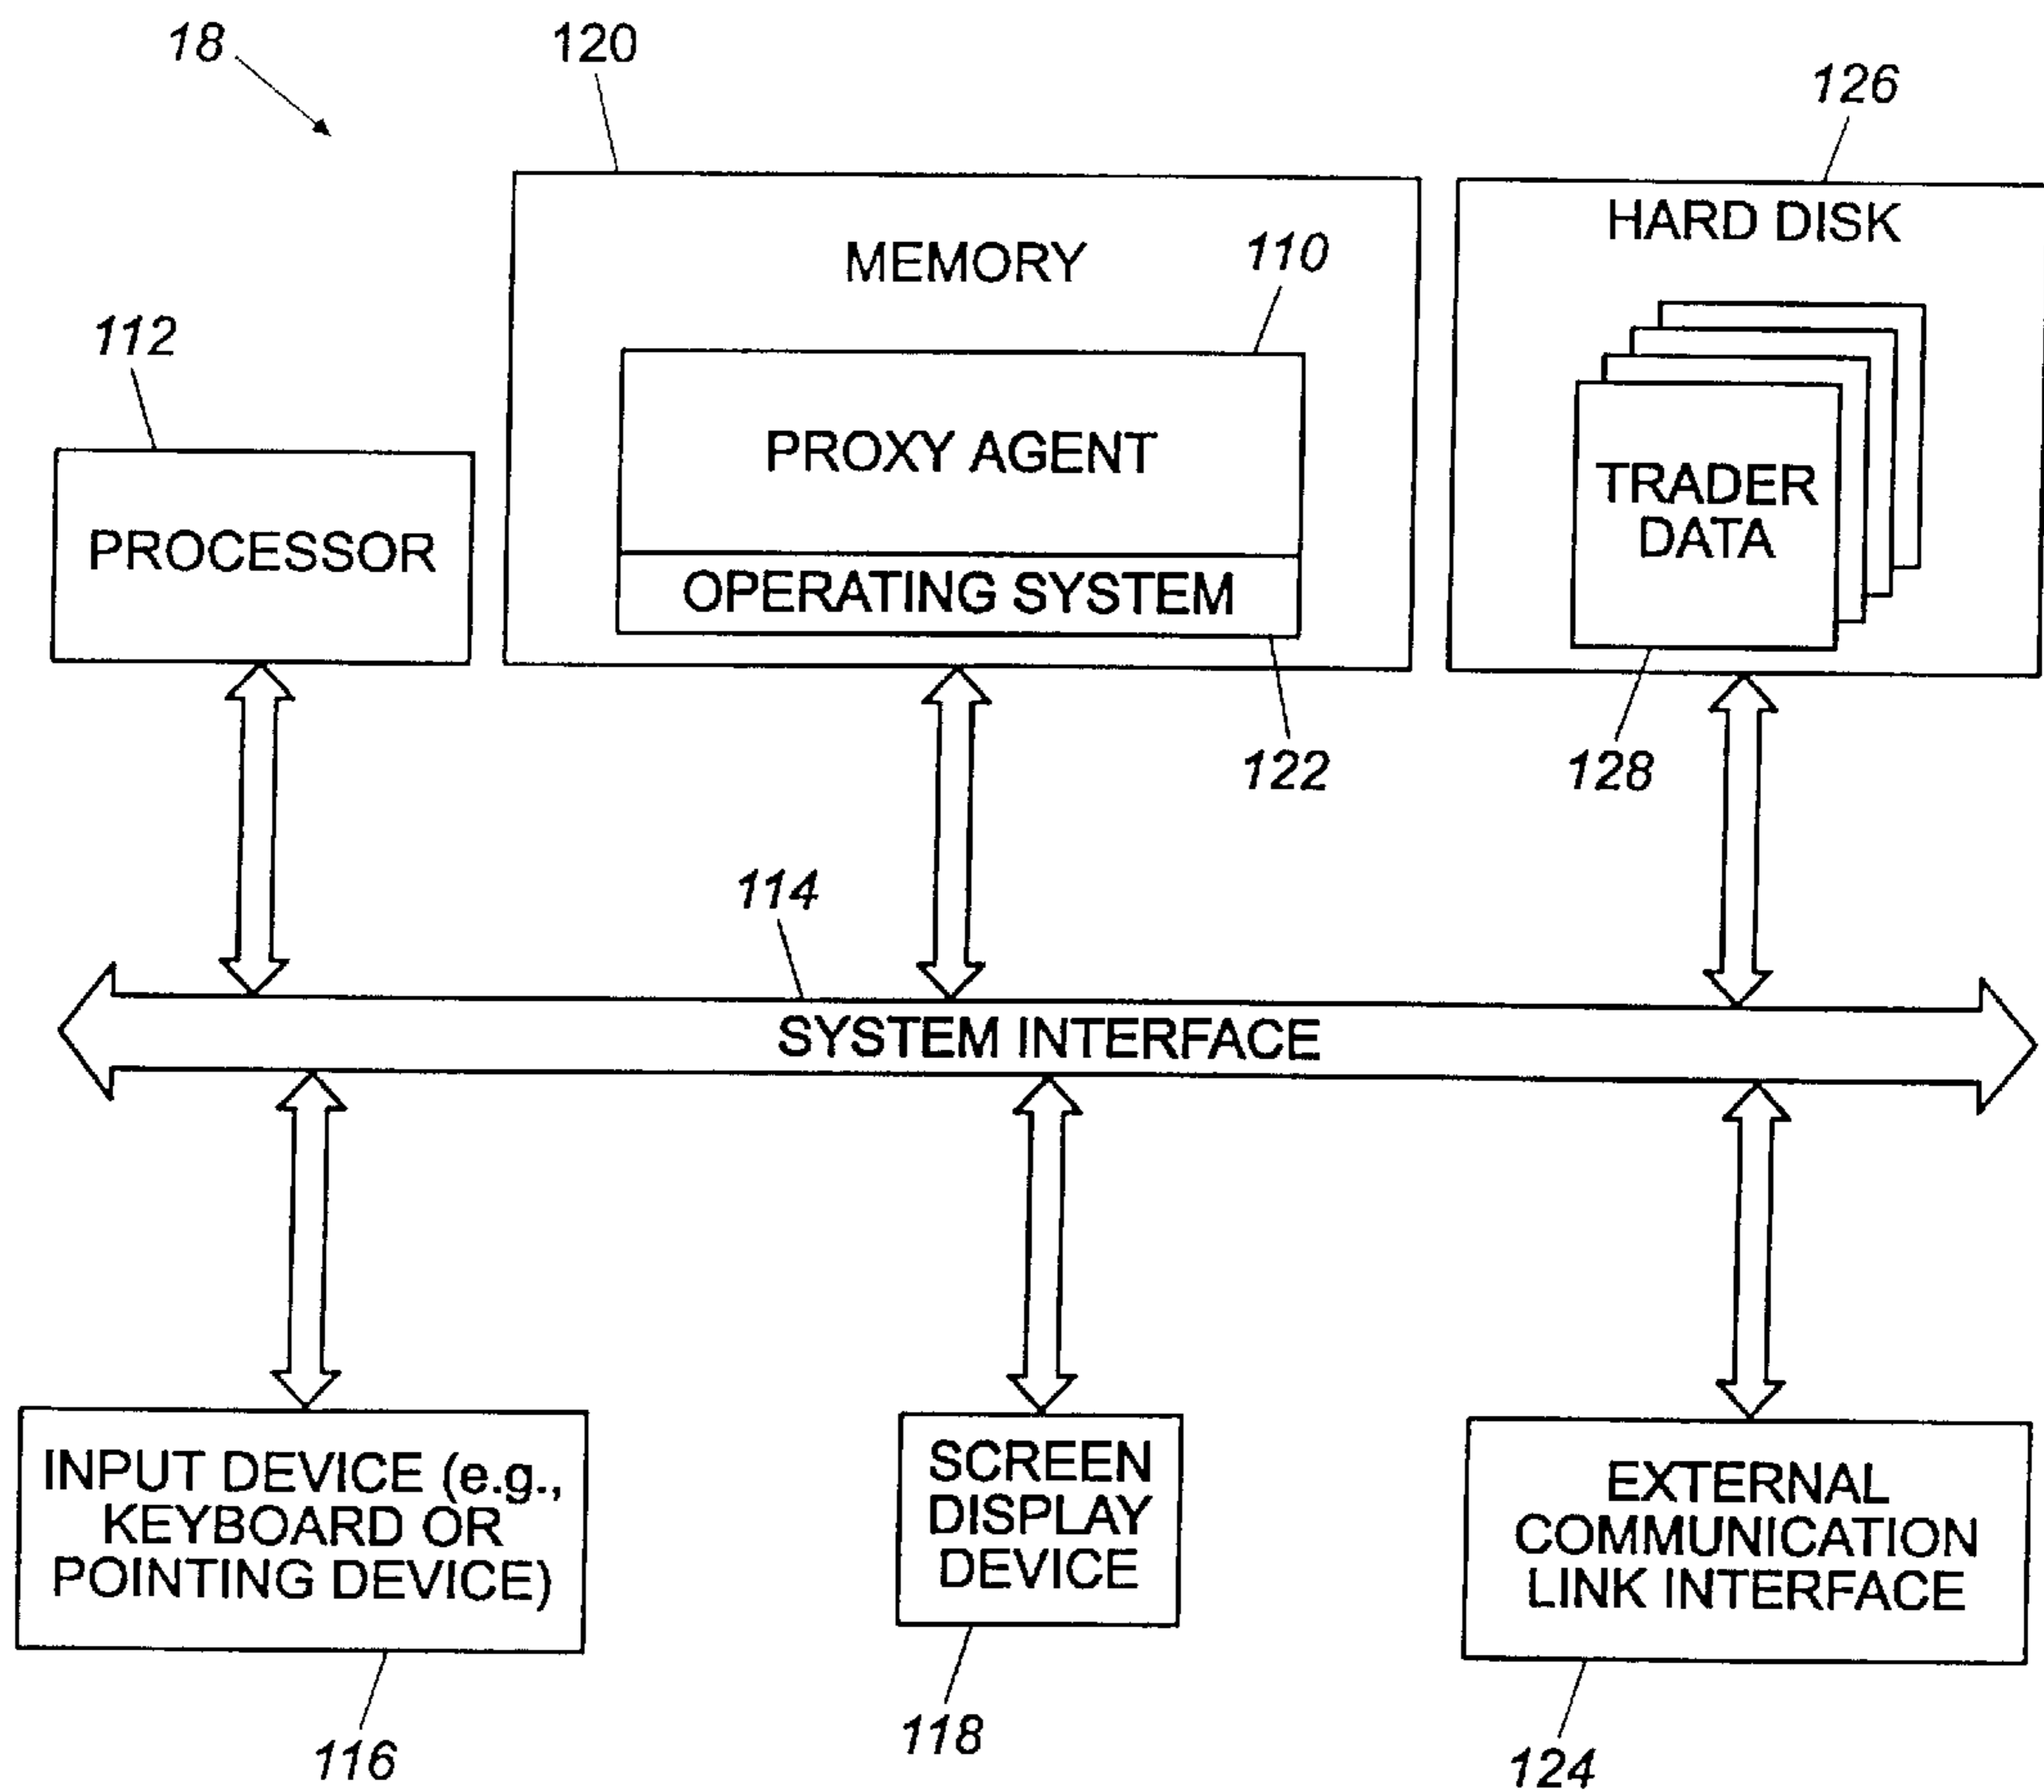 18
120
126
MEMORY
110
HARD DISK
112
PROXY AGENT
TRADER
DATA
PROCESSOR
OPERATING SYSTEM
122
128
114
SYSTEM INTERFACE
INPUT DEVICE (e.g.,
KEYBOARD OR
POINTING DEVICE)
SCREEN
DISPLAY
DEVICE
EXTERNAL
COMMUNICATION
LINK INTERFACE
116
118
124